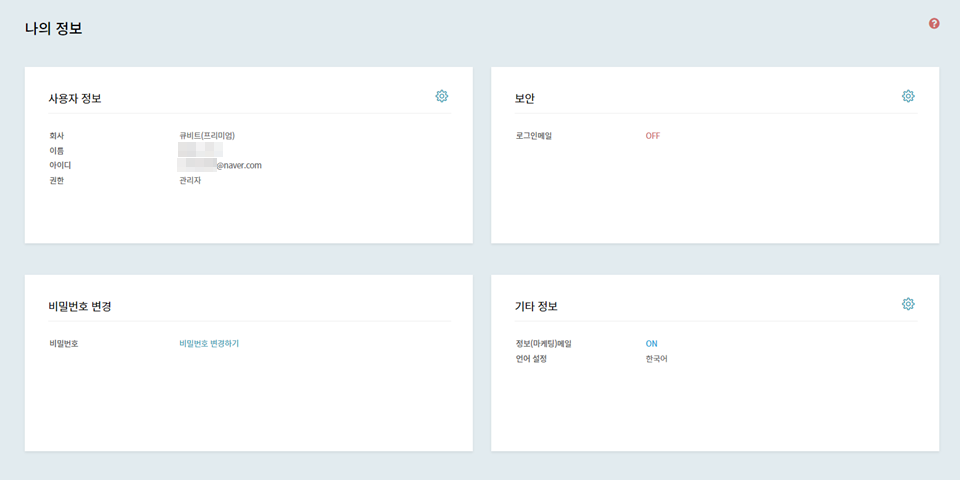 나의 정보
?
사용자 정보
회사 큐비트(프리미엄)
이름
아이디 @naver.com
권한 관리자
보안
로그인메일 OFF
비밀번호 변경
비밀번호 비밀번호 변경하기
기타 정보
정보(마케팅)메일 ON
언어 설정 한국어